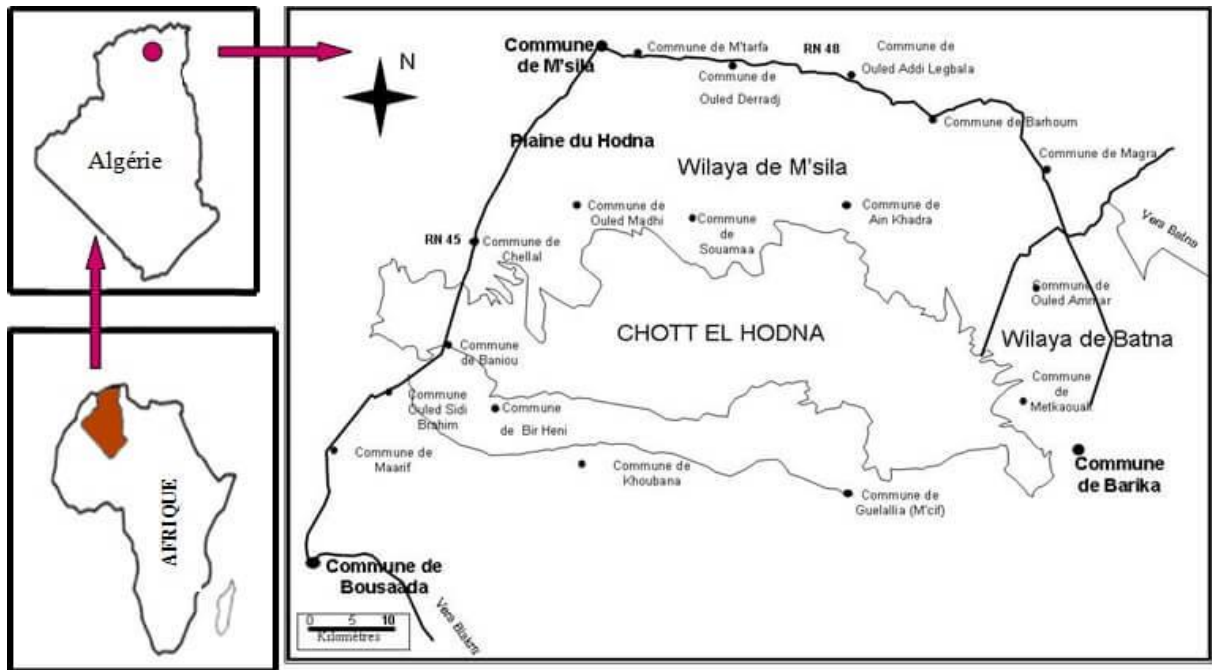 Algérie
AFRIQUE
N
Commune
de M'sila
Commune de M'tarfa
RN 48
Commune de
Ouled Addi Legbala
Commune de
Ouled Derradj
Commune de Barhoum
Plaine du Hodna
Wilaya de M'sila
Commune de Magra
Commune de
Ouled Madhi
Commune
de
Souamaa
Commune de
Ain Khadra
Vers Batna
RN 45
Commune de
Chellal
Commune de
Ouled Ammar
CHOTT EL HODNA
Wilaya de Batna
Commune
de Baniou
Commune
de
Metkaouak
Commune
Ouled Sidi
Brahim
Commune
de Bir Heni
Commune de
Maarif
Commune de
Khoubana
Commune
de Barika
Commune de
Guelallia (M'cif)
Commune de
Bousaada
Vers Biskra
0 5 10
Kilomètres